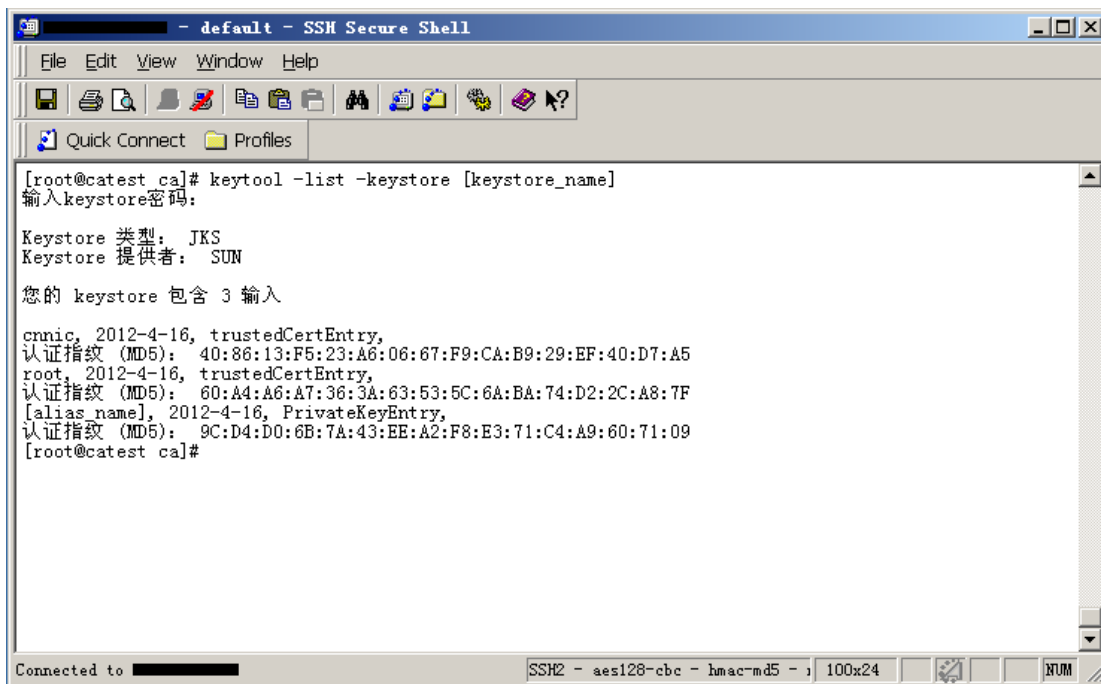 - default - SSH Secure Shell
File Edit View Window Help
Quick Connect Profiles
[root@catest ca]# keytool -list -keystore [keystore_name]
输入keystore密码：
Keystore 类型： JKS
Keystore 提供者： SUN
您的 keystore 包含 3 输入
cnnic, 2012-4-16, trustedCertEntry,
认证指纹 (MD5)： 40:86:13:F5:23:A6:06:67:F9:CA:B9:29:EF:40:D7:A5
root, 2012-4-16, trustedCertEntry,
认证指纹 (MD5)： 60:A4:A6:A7:36:3A:63:53:5C:6A:BA:74:D2:2C:A8:7F
[alias_name], 2012-4-16, PrivateKeyEntry,
认证指纹 (MD5)： 9C:D4:D0:6B:7A:43:EE:A2:F8:E3:71:C4:A9:60:71:09
[root@catest ca]#
Connected to
SSH2 - aes128-cbc - hmac-md5 - 100x24 NUM